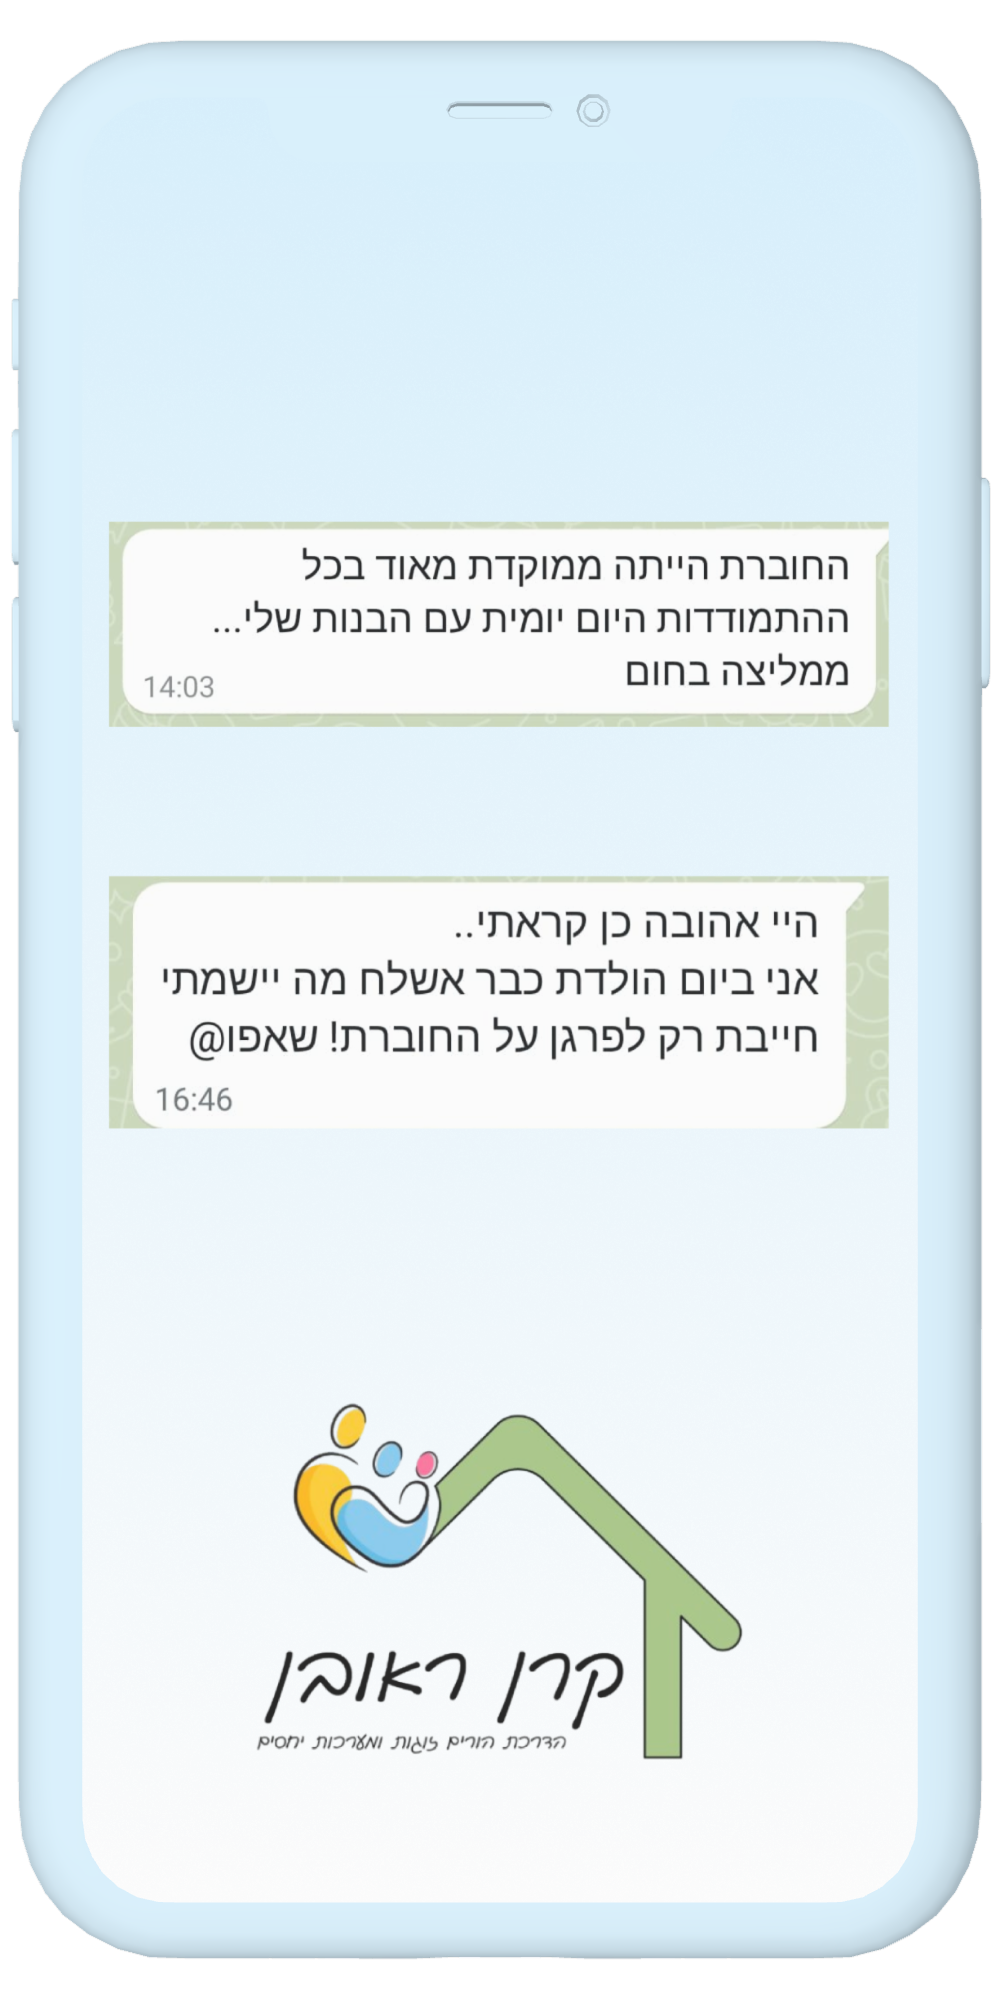 החוברת הייתה ממוקדת מאוד בכל
ההתמודדות היום יומית עם הבנות שלי...
ממליצה בחום
14:03
היי אהובה כן קראתי..
אני ביום הולדת כבר אשלח מה יישמתי
חייבת רק לפרגן על החוברת! שאפו@
16:46
קרן ראובן
הדרכת הורים זוגות ומערכות יחסים